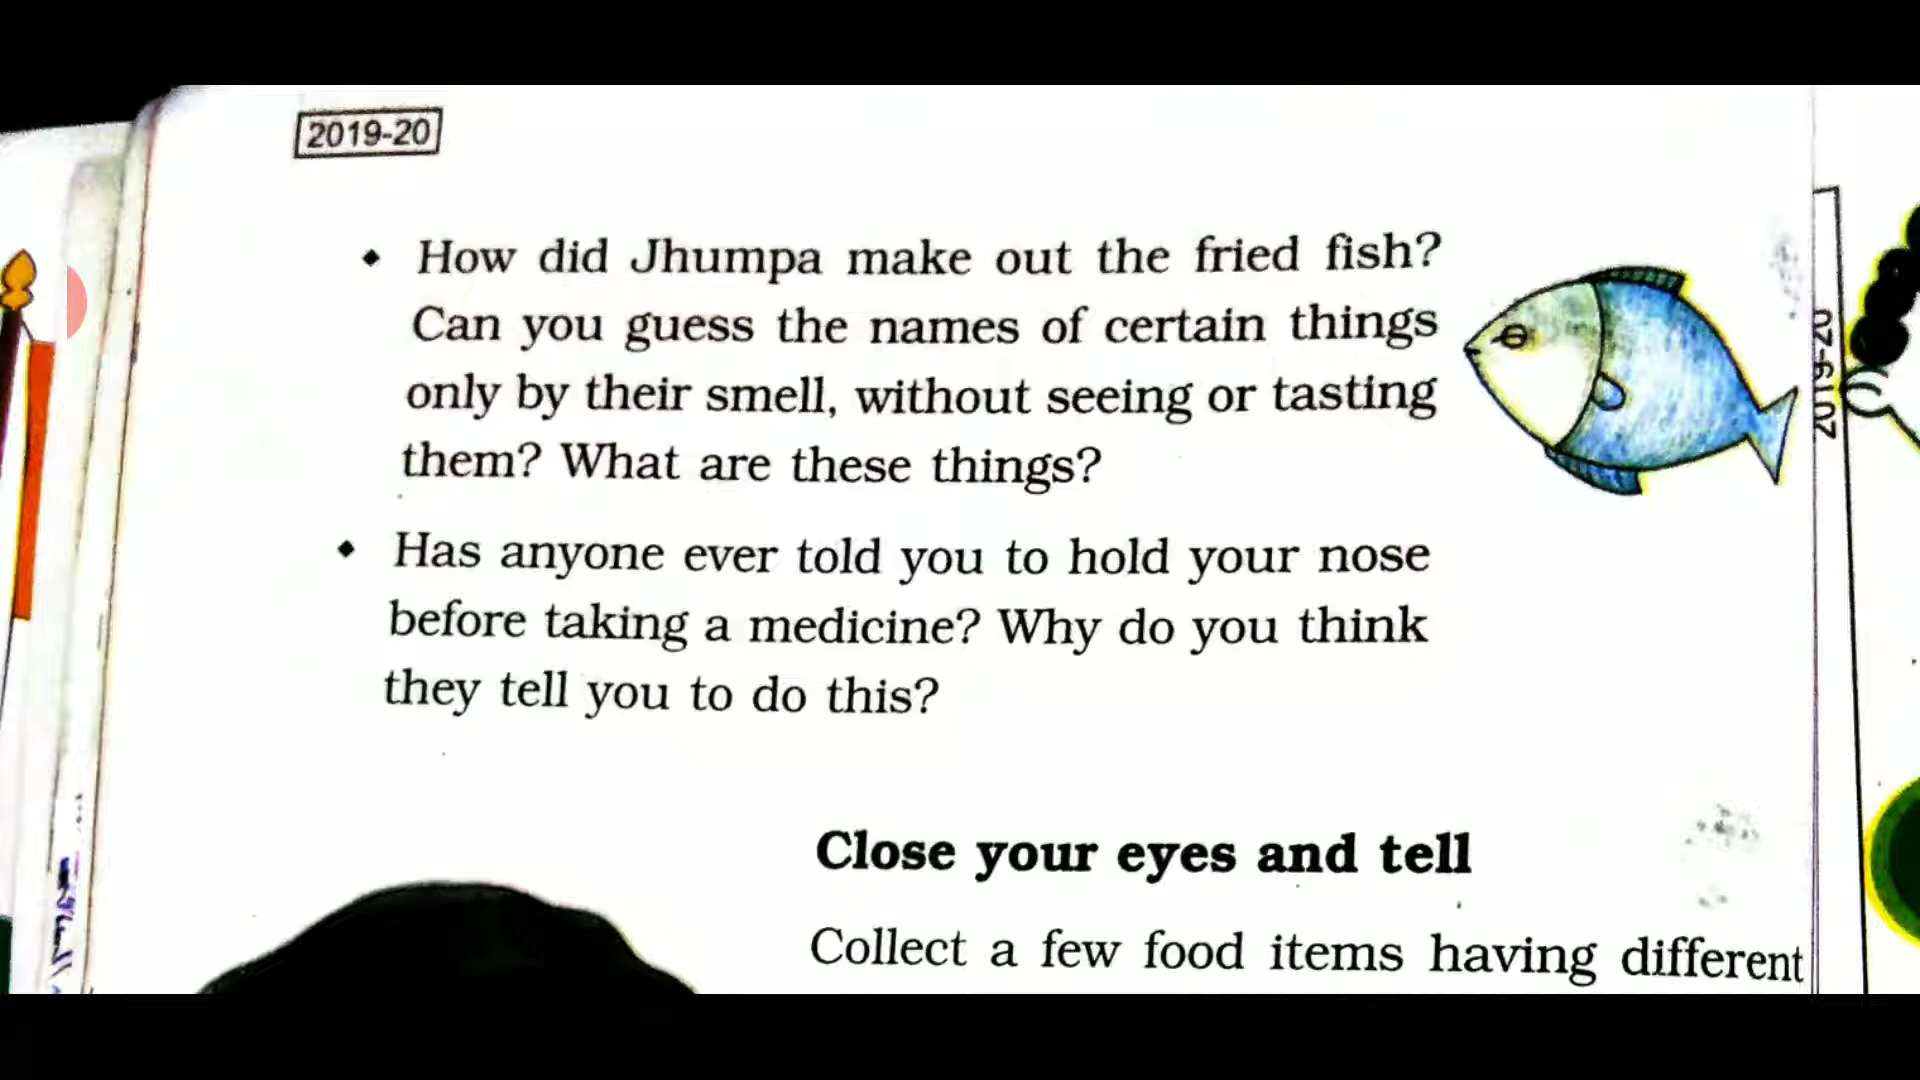 2019-20
• How did Jhumpa make out the fried fish?
Can you guess the names of certain things
only by their smell, without seeing or tasting
them? What are these things?
• Has anyone ever told you to hold your nose
before taking a medicine? Why do you think
they tell you to do this?
Close your eyes and tell
Collect a few food items having different
2019-20